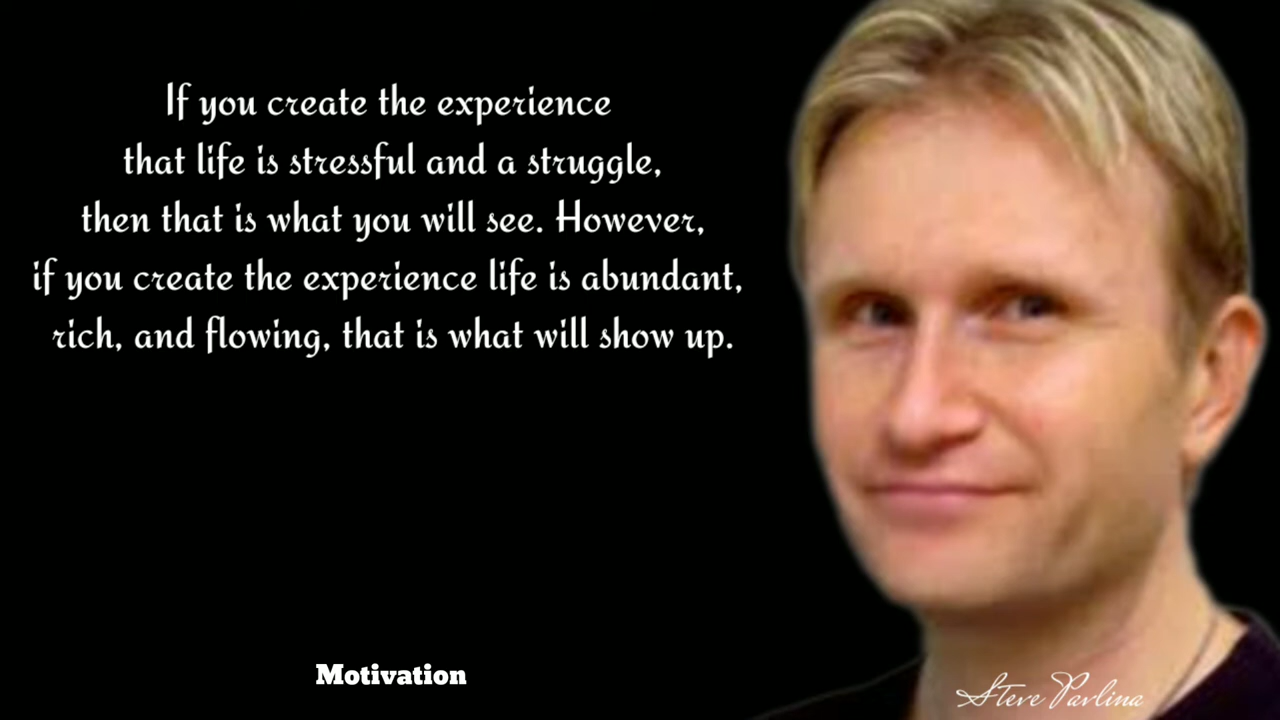 If you create the experience
that life is stressful and a struggle,
then that is what you will see. However,
if you create the experience life is abundant,
rich, and flowing, that is what will show up.
Motivation
Steve Pavlina